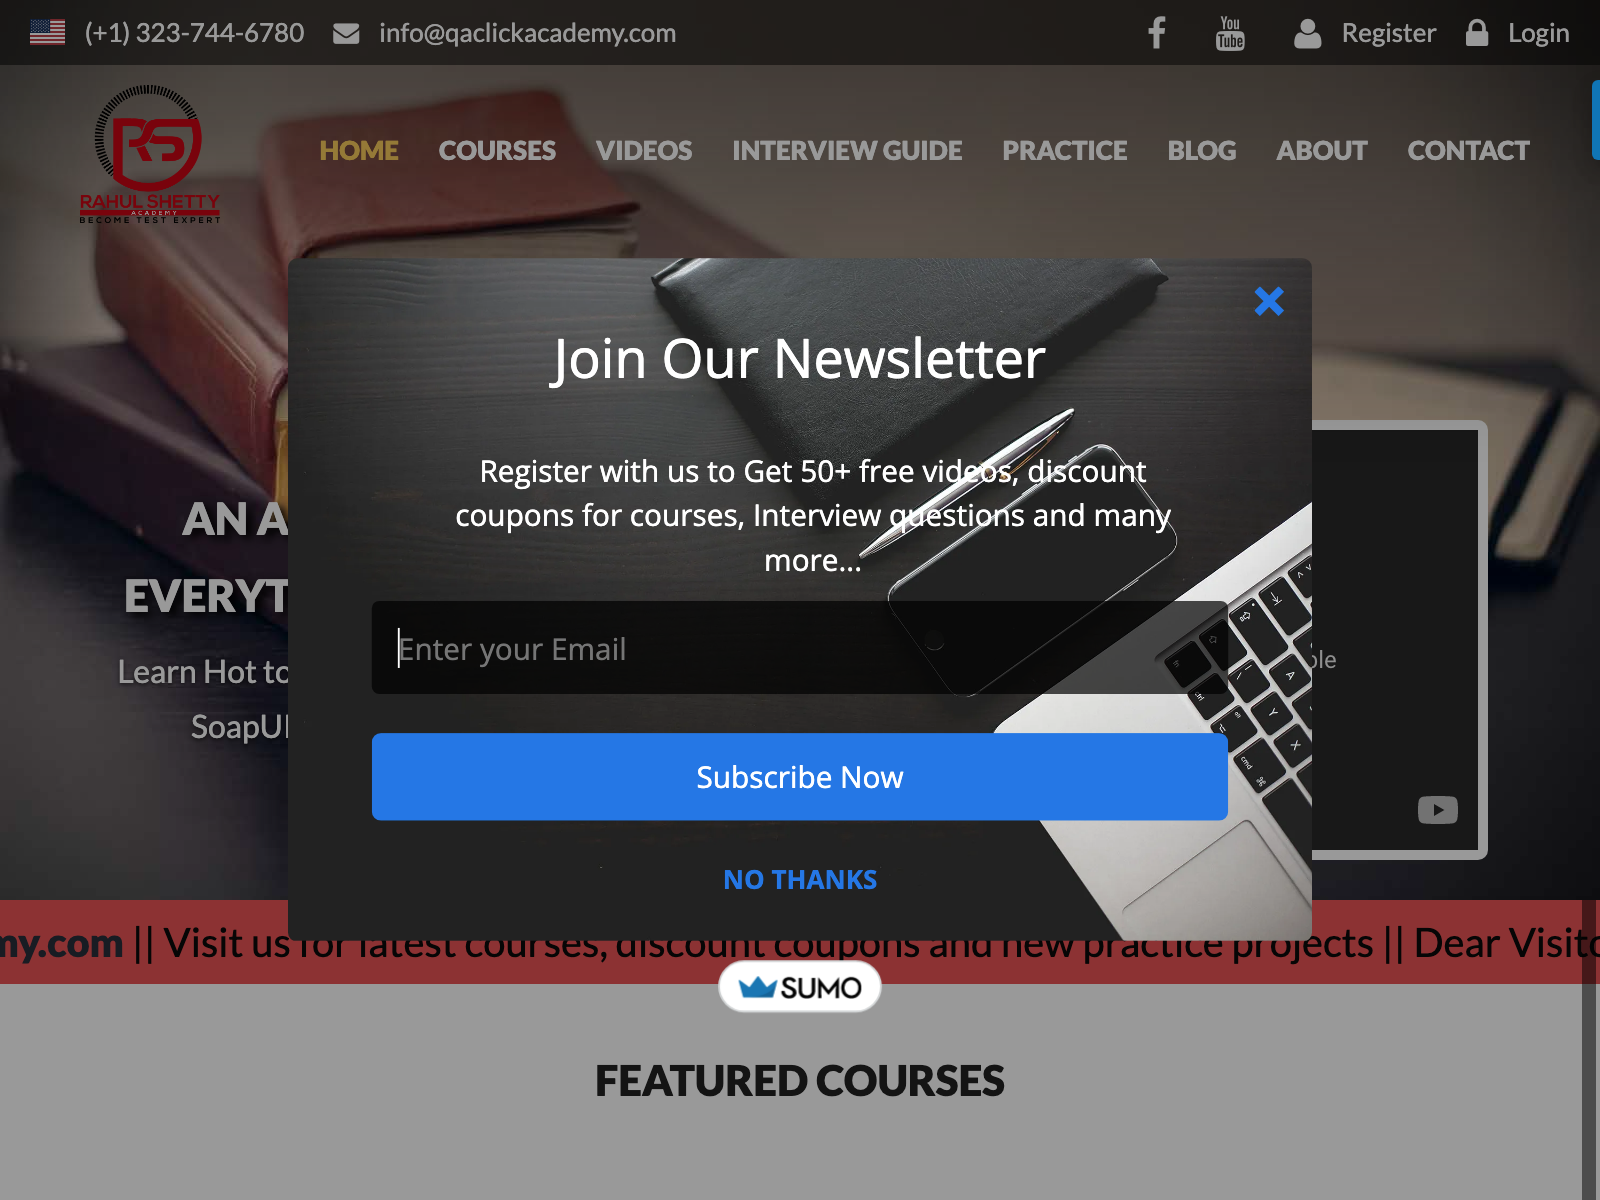 (+1) 323-744-6780
info@qaclickacademy.com
You
Tube
Register
Login
RAHUL SHETTY
ACADEMY
BECOME TEST EXPERT
HOME
COURSES
VIDEOS
INTERVIEW GUIDE
PRACTICE
BLOG
ABOUT
CONTACT
Join Our Newsletter
Register with us to Get 50+ free videos, discount
coupons for courses, Interview questions and many
more...
Enter your Email
Subscribe Now
NO THANKS
AN A
EVERYT
Learn Hot to
SoapUI
my.com || Visit us for latest courses, discount coupons and new practice projects || Dear Visito
SUMO
FEATURED COURSES